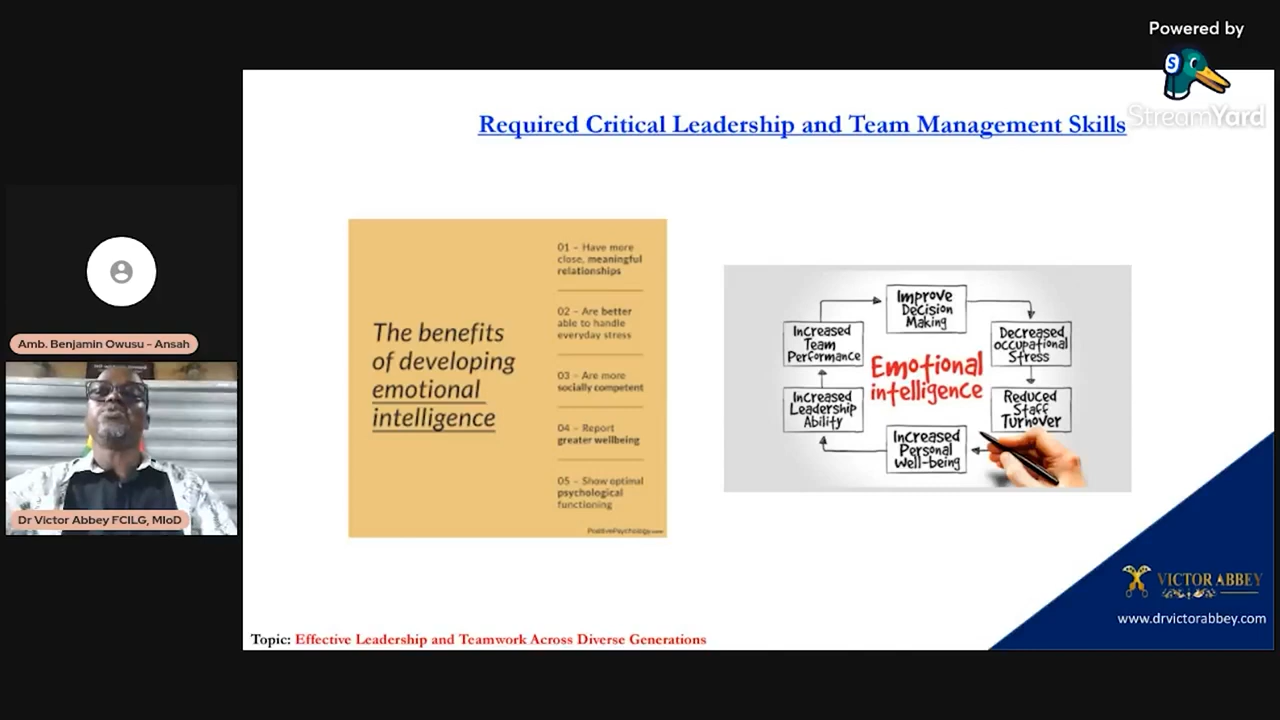 Powered by
S
StreamYard
Required Critical Leadership and Team Management Skills
Amb. Benjamin Owusu - Ansah
Dr Victor Abbey FCILG, MIoD
The benefits
of developing
emotional
intelligence
01 – Have more
close, meaningful
relationships
02 – Are better
able to handle
everyday stress
03 – Are more
socially competent
04 – Report
greater wellbeing
05 – Show optimal
psychological
functioning
PositivePsychology.com
Improve
Decision
Making
Increased
Team
Performance
Decreased
occupational
Stress
Emotional
intelligence
Increased
Leadership
Ability
Reduced
Staff
Turnover
Increased
Personal
Well-being
VICTOR ABBEY
www.drvictorabbey.com
Topic: Effective Leadership and Teamwork Across Diverse Generations